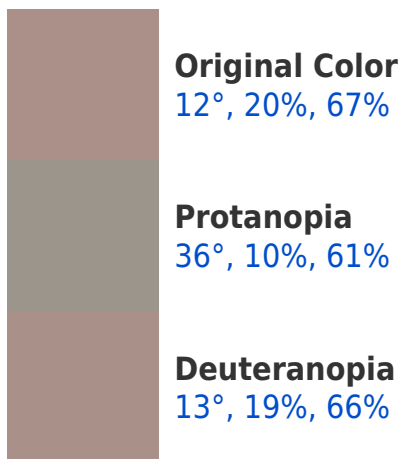 Original Color
12°, 20%, 67%
Protanopia
36°, 10%, 61%
Deuteranopia
13°, 19%, 66%